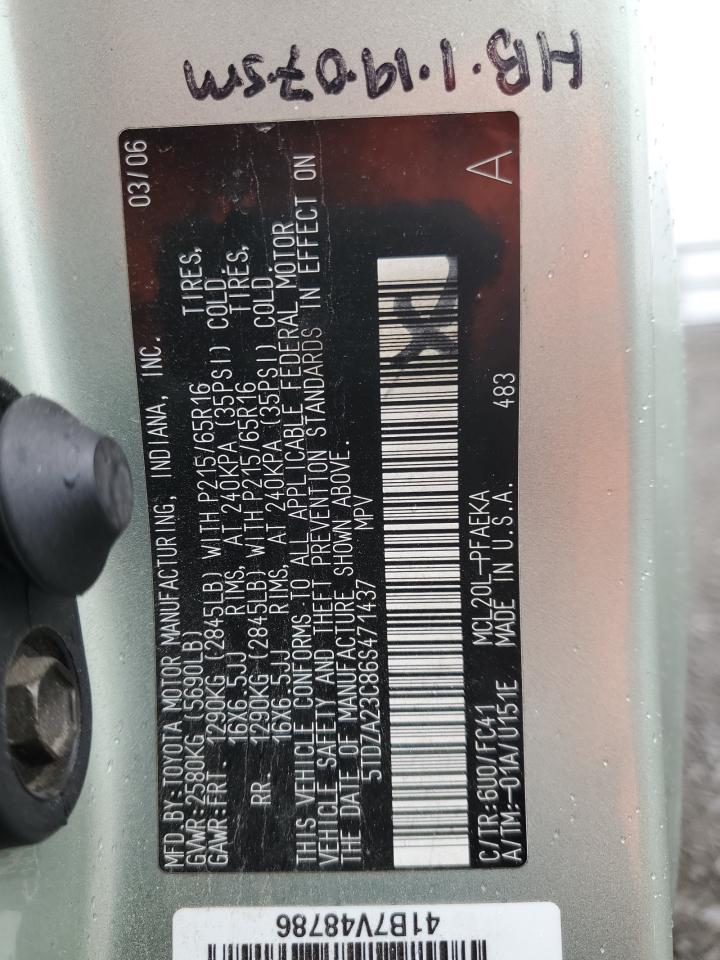 HB.1.19.07sm
MFD.BY:TOYOTA MOTOR MANUFACTURING, INDIANA, INC. 03/06
GVWR:2580KG (5690LB)
GAWR:FRT. 1290KG (2845LB) WITH P215/65R16 TIRES,
16X6.5JJ RIMS, AT 240KPA (35PSI) COLD.
RR. 1290KG (2845LB) WITH P215/65R16 TIRES,
16X6.5JJ RIMS, AT 240KPA (35PSI) COLD.
THIS VEHICLE CONFORMS TO ALL APPLICABLE FEDERAL MOTOR
VEHICLE SAFETY AND THEFT PREVENTION STANDARDS IN EFFECT ON
THE DATE OF MANUFACTURE SHOWN ABOVE.
5TDZA23C86S471437 MPV
C/TR:6U0/FC41 MCL20L-PFAEKA 483 A
A/TM:-01A/U151E MADE IN U.S.A.
41B7V48786